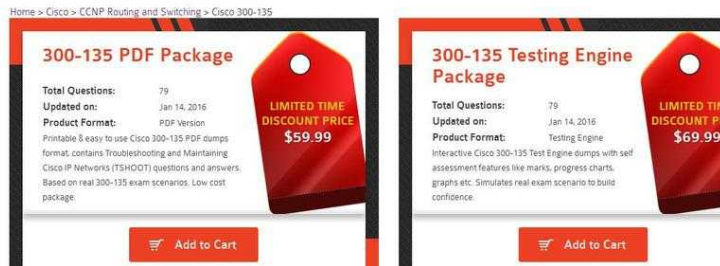 Home > Cisco > CCNP Routing and Switching > Cisco 300-135
300-135 PDF Package
Total Questions: 79
Updated on: Jan 14, 2016
Product Format: PDF Version
Printable & easy to use Cisco 300-135 PDF dumps
format, contains Troubleshooting and Maintaining
Cisco IP Networks (TSHOOT) questions and answers.
Based on real 300-135 exam scenarios. Low cost
package.
LIMITED TIME
DISCOUNT PRICE
$59.99
Add to Cart
300-135 Testing Engine
Package
Total Questions: 79
Updated on: Jan 14, 2016
Product Format: Testing Engine
Interactive Cisco 300-135 Test Engine dumps with self
assessment features like marks, progress charts,
graphs etc. Simulates real exam scenario to build
confidence.
LIMITED TIM
DISCOUNT P
$69.99
Add to Cart